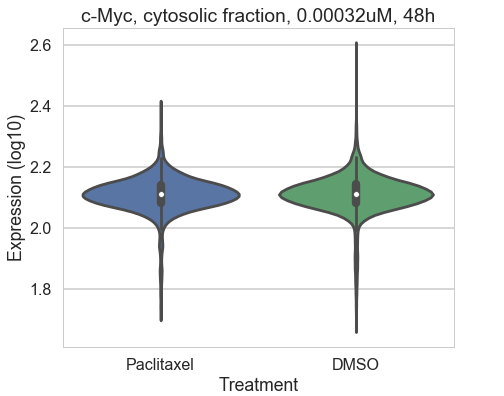 c-Myc, cytosolic fraction, 0.00032uM, 48h
2.6
2.4
2.2
2.0
1.8
Expression (log10)
Paclitaxel
DMSO
Treatment